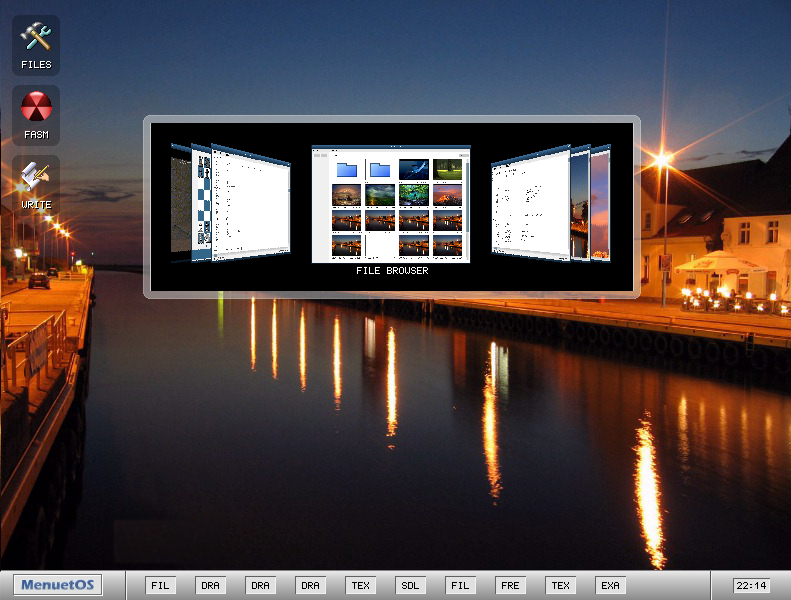 FILES
FASM
WRITE
FILE BROWSER
MenuetOS FIL DRA DRA DRA TEX SDL FIL FRE TEX EXA 22:14